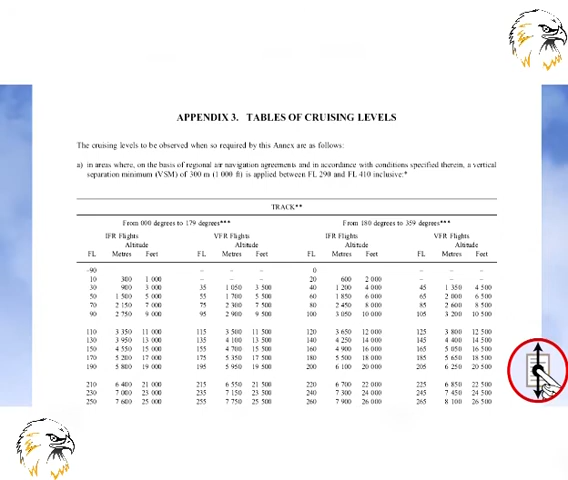 APPENDIX 3. TABLES OF CRUISING LEVELS
The cruising levels to be observed when so required by this Annex are as follows:
a) in areas where, on the basis of regional air navigation agreements and in accordance with conditions specified therein, a vertical
separation minimum (VSM) of 300 m (1 000 ft) is applied between FL 290 and FL 410 inclusive:*
TRACK**
From 000 degrees to 179 degrees*** From 180 degrees to 359 degrees***
IFR Flights VFR Flights IFR Flights VFR Flights
Altitude Altitude Altitude Altitude
FL Metres Feet FL Metres Feet FL Metres Feet FL Metres Feet
–90 – – – 0 – – –
10 300 1 000 – – – 20 600 2 000 – – –
30 900 3 000 35 1 050 3 500 40 1 200 4 000 45 1 350 4 500
50 1 500 5 000 55 1 700 5 500 60 1 850 6 000 65 2 000 6 500
70 2 150 7 000 75 2 300 7 500 80 2 450 8 000 85 2 600 8 500
90 2 750 9 000 95 2 900 9 500 100 3 050 10 000 105 3 200 10 500
110 3 350 11 000 115 3 500 11 500 120 3 650 12 000 125 3 800 12 500
130 3 950 13 000 135 4 100 13 500 140 4 250 14 000 145 4 400 14 500
150 4 550 15 000 155 4 700 15 500 160 4 900 16 000 165 5 050 16 500
170 5 200 17 000 175 5 350 17 500 180 5 500 18 000 185 5 650 18 500
190 5 800 19 000 195 5 950 19 500 200 6 100 20 000 205 6 250 20 500
210 6 400 21 000 215 6 550 21 500 220 6 700 22 000 225 6 850 22 500
230 7 000 23 000 235 7 150 23 500 240 7 300 24 000 245 7 450 24 500
250 7 600 25 000 255 7 750 25 500 260 7 900 26 000 265 8 100 26 500